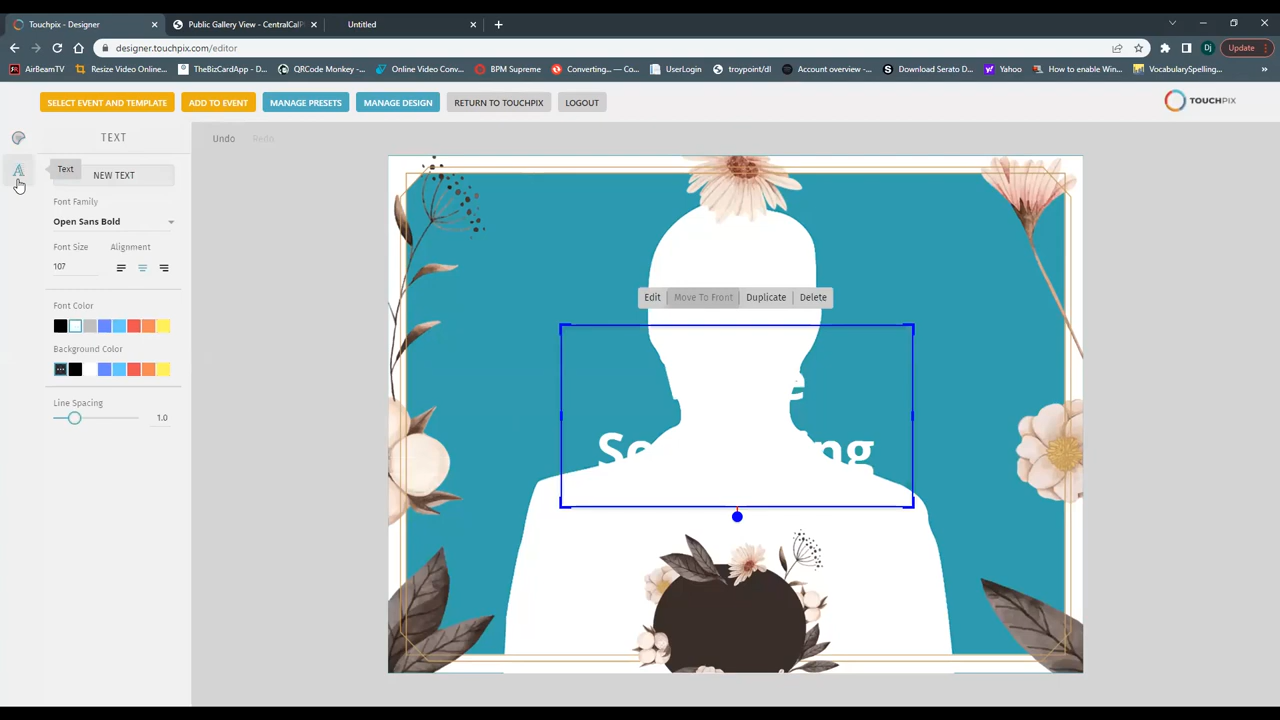 Touchpix - Designer
Public Gallery View - CentralCalP
Untitled
designer.touchpix.com/editor
Dj
Update
AirBeamTV
Resize Video Online...
TheBizCardApp - D...
QRCode Monkey -...
Online Video Conv...
BPM Supreme
Converting... — Co...
UserLogin
troypoint/dl
Account overview -...
Download Serato D...
Yahoo
How to enable Win...
VocabularySpelling...
SELECT EVENT AND TEMPLATE
ADD TO EVENT
MANAGE PRESETS
MANAGE DESIGN
RETURN TO TOUCHPIX
LOGOUT
TOUCHPIX
TEXT
Undo
Redo
Text
NEW TEXT
Font Family
Open Sans Bold
Font Size
Alignment
107
Font Color
Background Color
Line Spacing
1.0
Edit
Move To Front
Duplicate
Delete